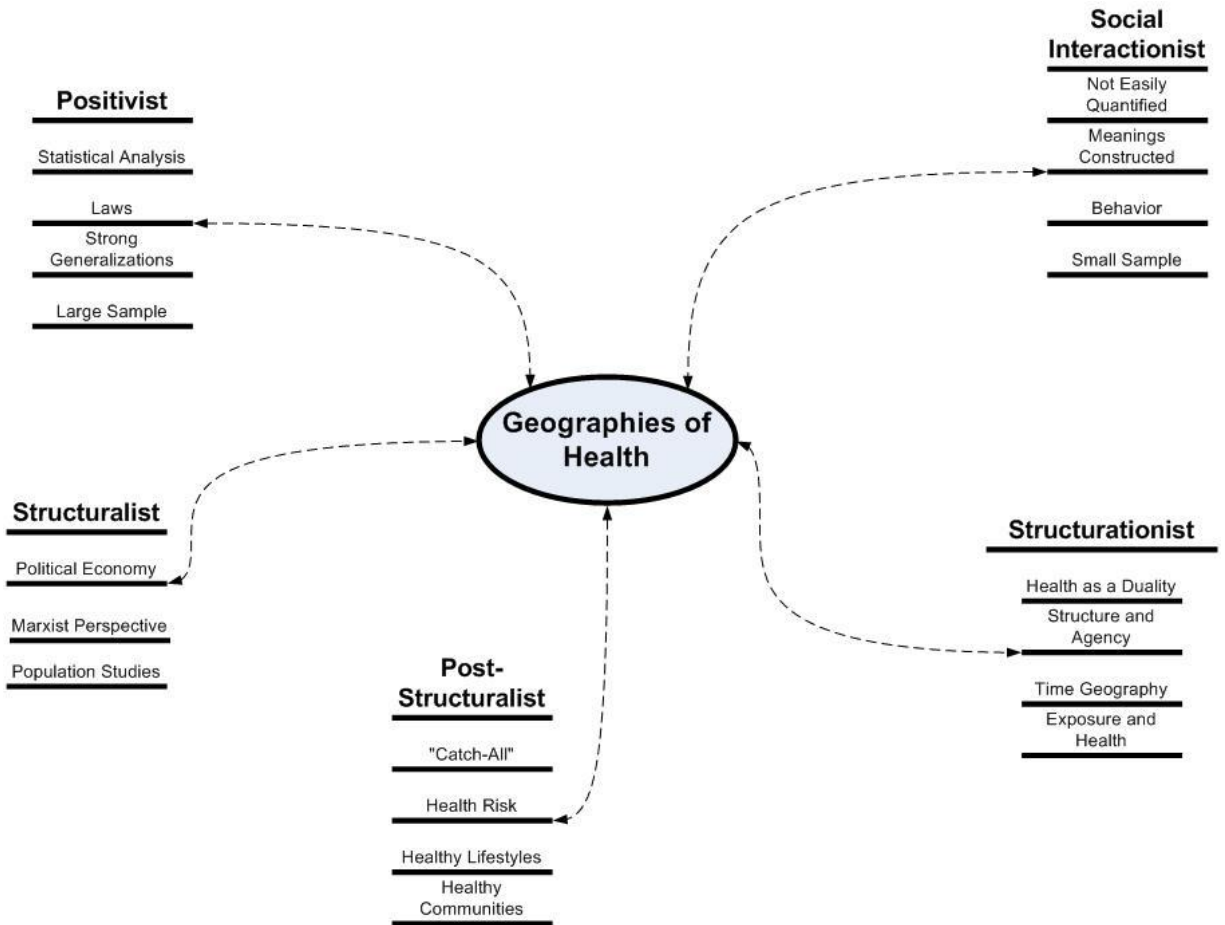 Positivist
Statistical Analysis
Laws
Strong
Generalizations
Large Sample
Social
Interactionist
Not Easily
Quantified
Meanings
Constructed
Behavior
Small Sample
Geographies of
Health
Structuralist
Political Economy
Marxist Perspective
Population Studies
Post-
Structuralist
"Catch-All"
Health Risk
Healthy Lifestyles
Healthy
Communities
Structurationist
Health as a Duality
Structure and
Agency
Time Geography
Exposure and
Health